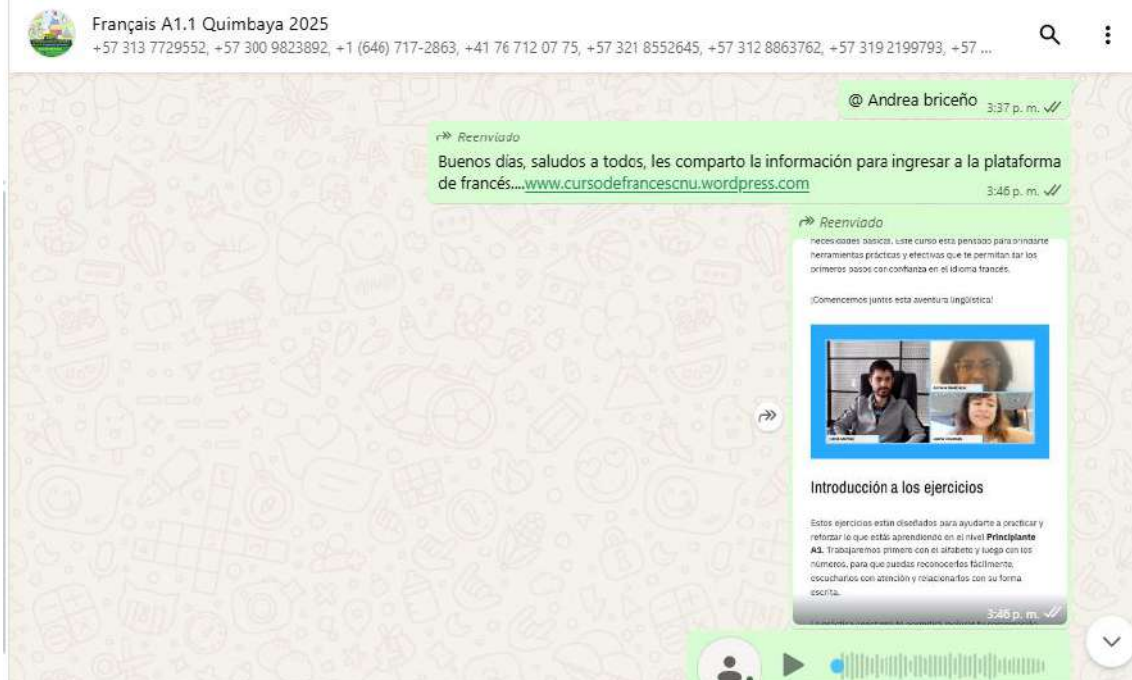 Français A1.1 Quimbaya 2025
+57 313 7729552, +57 300 9823892, +1 (646) 717-2863, +41 76 712 07 75, +57 321 8552645, +57 312 8863762, +57 319 2199793, +57 ...
@ Andrea briceño 3:37 p. m.
Reenviado
Buenos días, saludos a todos, les comparto la información para ingresar a la plataforma
de francés....www.cursodefrancescnu.wordpress.com
3:46 p. m.
Reenviado
necesidades básicas. Este curso está pensado para brindarte
herramientas prácticas y efectivas que te permitan dar los
primeros pasos con confianza en el idioma francés.
¡Comencemos juntos esta aventura lingüística!
Introducción a los ejercicios
Estos ejercicios están diseñados para ayudarte a practicar y
reforzar lo que estás aprendiendo en el nivel Principiante
A1. Trabajaremos primero con el alfabeto y luego con los
números, para que puedas reconocerlos fácilmente,
escucharlos con atención y relacionarlos con su forma
escrita.
3:46 p. m.